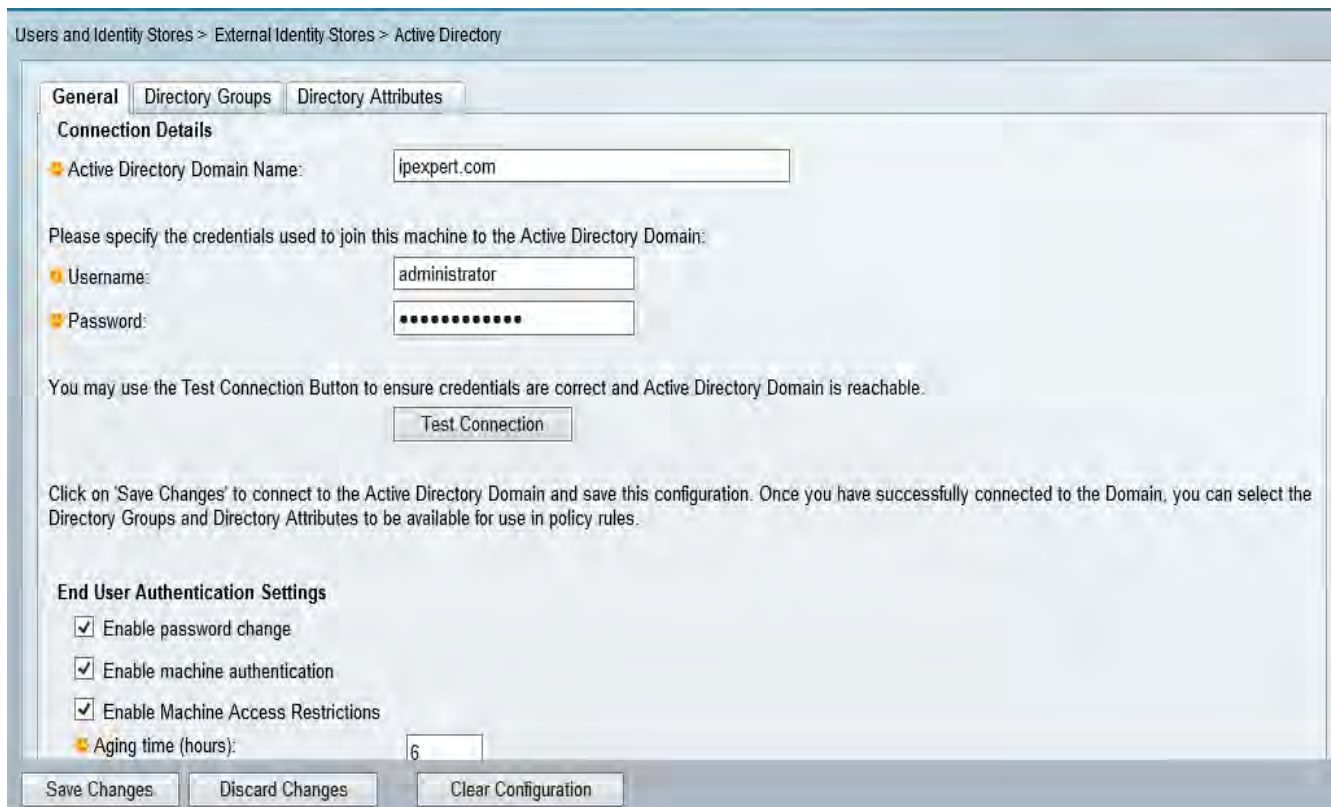 Users and Identity Stores > External Identity Stores > Active Directory
General Directory Groups Directory Attributes
Connection Details
Active Directory Domain Name: ipexpert.com
Please specify the credentials used to join this machine to the Active Directory Domain:
Username: administrator
Password: ••••••••••••
You may use the Test Connection Button to ensure credentials are correct and Active Directory Domain is reachable.
Test Connection
Click on 'Save Changes' to connect to the Active Directory Domain and save this configuration. Once you have successfully connected to the Domain, you can select the
Directory Groups and Directory Attributes to be available for use in policy rules.
End User Authentication Settings
Enable password change
Enable machine authentication
Enable Machine Access Restrictions
Aging time (hours): 6
Save Changes Discard Changes Clear Configuration